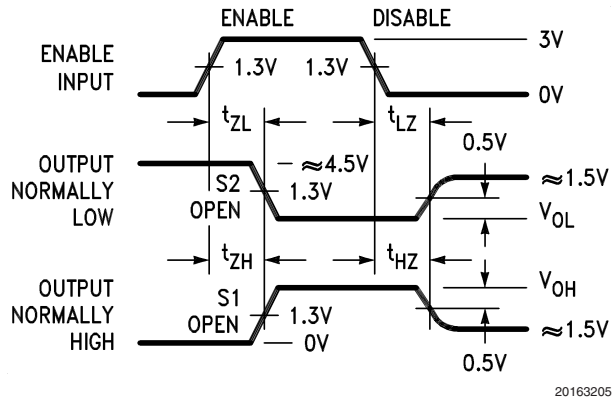 ENABLE DISABLE
ENABLE INPUT
3V
1.3V 1.3V
0V
tZL tLZ
0.5V
OUTPUT NORMALLY LOW
≈4.5V
S2 OPEN
1.3V
≈1.5V
VOL
tZH tHZ
OUTPUT NORMALLY HIGH
S1 OPEN
1.3V
0V
VOH
≈1.5V
0.5V
20163205